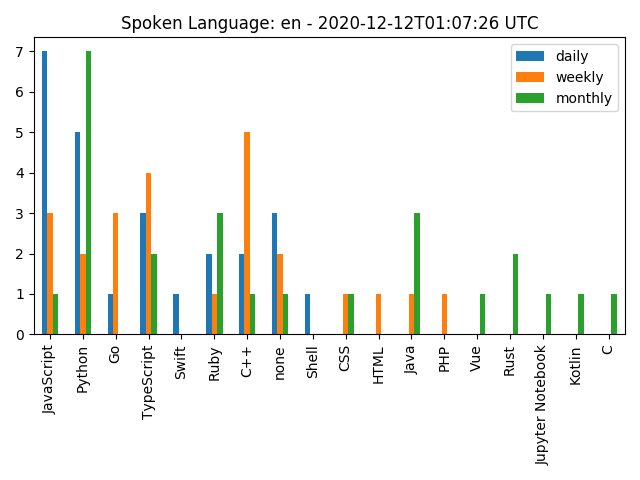 Spoken Language: en - 2020-12-12T01:07:26 UTC
daily
weekly
monthly
7
6
5
4
3
2
1
0
JavaScript
Python
Go
TypeScript
Swift
Ruby
C++
none
Shell
CSS
HTML
Java
PHP
Vue
Rust
Jupyter Notebook
Kotlin
C